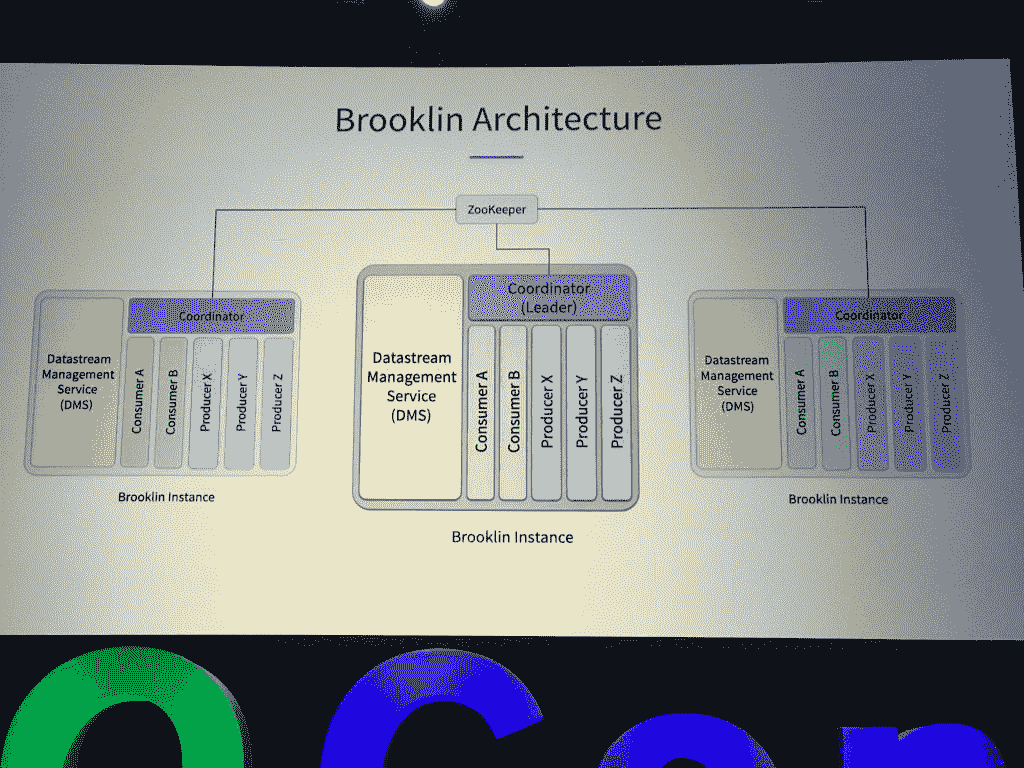 Brooklin Architecture
ZooKeeper
Coordinator
Datastream
Management
Service
(DMS)
Consumer A
Consumer B
Producer X
Producer Y
Producer Z
Brooklin Instance
Coordinator
(Leader)
Datastream
Management
Service
(DMS)
Consumer A
Consumer B
Producer X
Producer Y
Producer Z
Brooklin Instance
Coordinator
Datastream
Management
Service
(DMS)
Consumer A
Consumer B
Producer X
Producer Y
Producer Z
Brooklin Instance
QCon